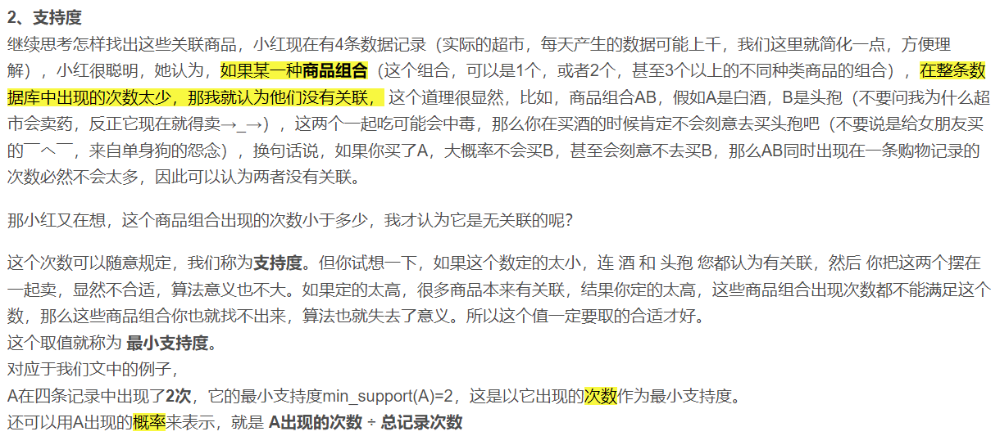 2、支持度
继续思考怎样找出这些关联商品，小红现在有4条数据记录（实际的超市，每天产生的数据可能上千，我们这里就简化一点，方便理
解），小红很聪明，她认为，如果某一种商品组合（这个组合，可以是1个，或者2个，甚至3个以上的不同种类商品的组合），在整条数
据库中出现的次数太少，那我就认为他们没有关联， 这个道理很显然，比如，商品组合AB，假如A是白酒，B是头孢（不要问我为什么超
市会卖药，反正它现在就得卖→_→），这两个一起吃可能会中毒，那么你在买酒的时候肯定不会刻意去买头孢吧（不要说是给女朋友买
的￣へ￣，来自单身狗的怨念），换句话说，如果你买了A，大概率不会买B，甚至会刻意不去买B，那么AB同时出现在一条购物记录的
次数必然不会太多，因此可以认为两者没有关联。
那小红又在想，这个商品组合出现的次数小于多少，我才认为它是无关联的呢？
这个次数可以随意规定，我们称为支持度。但你试想一下，如果这个数定的太小，连 酒 和 头孢 您都认为有关联，然后 你把这两个摆在
一起卖，显然不合适，算法意义也不大。如果定的太高，很多商品本来有关联，结果你定的太高，这些商品组合出现次数都不能满足这个
数，那么这些商品组合你也就找不出来，算法也就失去了意义。所以这个值一定要取的合适才好。
这个取值就称为 最小支持度。
对应于我们文中的例子，
A在四条记录中出现了2次，它的最小支持度min_support(A)=2，这是以它出现的次数作为最小支持度。
还可以用A出现的概率来表示，就是 A出现的次数 ÷ 总记录次数